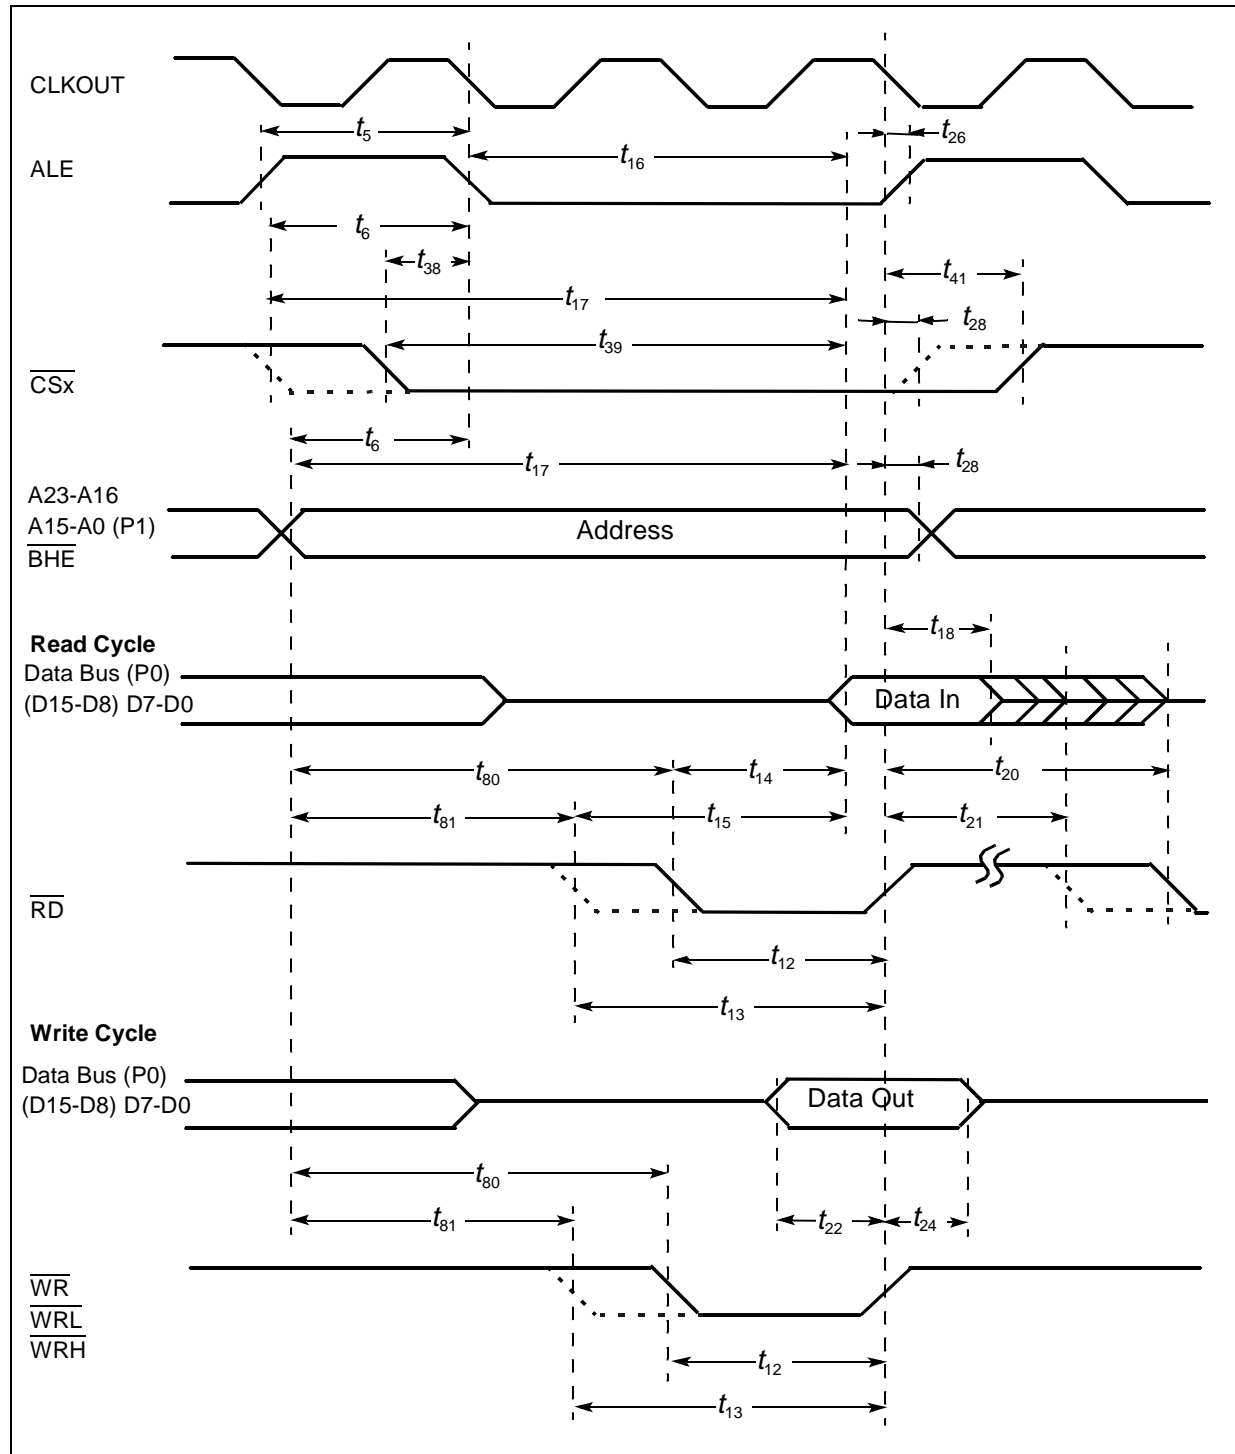 CLKOUT
t5
t26
ALE
t16
t6
t38
t41
t17
t28
t39
CSx
t6
t17
t28
A23-A16
A15-A0 (P1)
Address
BHE
t18
Read Cycle
Data Bus (P0)
(D15-D8) D7-D0
Data In
t80
t14
t20
t81
t15
t21
RD
t12
t13
Write Cycle
Data Bus (P0)
(D15-D8) D7-D0
Data Out
t80
t81
t22
t24
WR
WRL
WRH
t12
t13